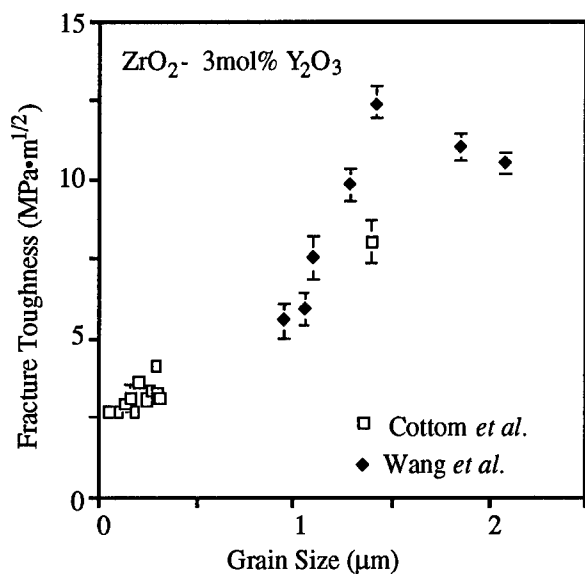 15
ZrO₂- 3mol% Y₂O₃
10
5
0
Fracture Toughness (MPa•m¹/²)
□ Cottom et al.
◆ Wang et al.
0 1 2
Grain Size (μm)